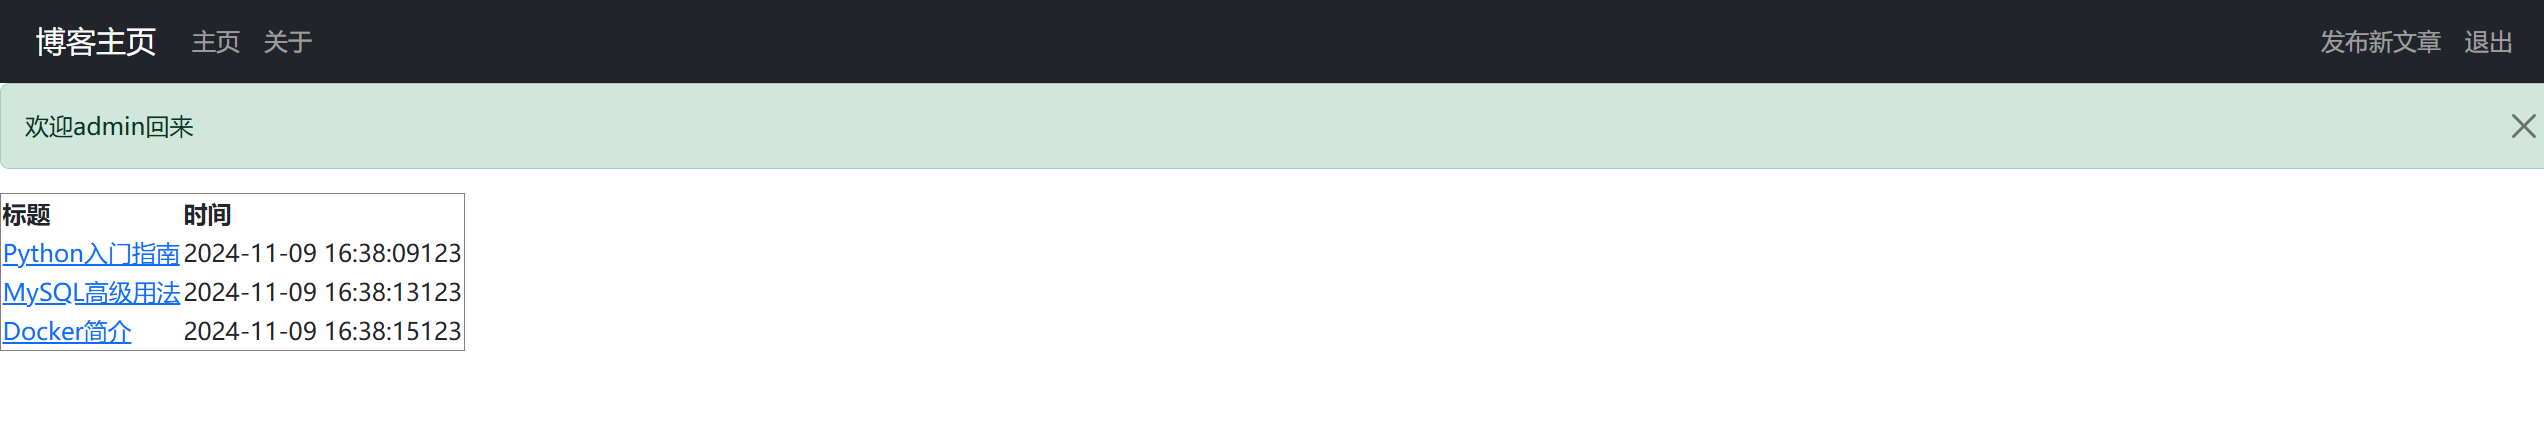 博客主页 主页 关于 发布新文章 退出
欢迎admin回来
标题 时间
Python入门指南 2024-11-09 16:38:09123
MySQL高级用法 2024-11-09 16:38:13123
Docker简介 2024-11-09 16:38:15123